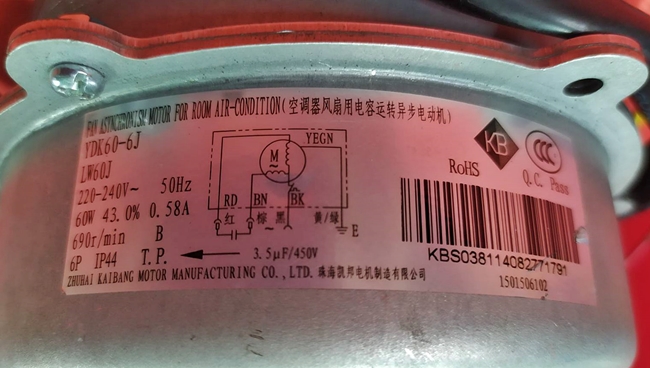 FAN ASYNCHRONISM MOTOR FOR ROOM AIR-CONDITION(空调器风扇用电容运转异步电动机)
YDK60-6J
LW60J
220-240V~ 50Hz
60W 43.0% 0.58A
690r/min B
6P IP44 T.P.
M
~
YEGN
RD BN BK
红 棕 黑 黄/绿
~ E
3.5μF/450V
KB
RoHS
CCC
Q.C. Pass
KBS038114082771791
1501506102
ZHUHAI KAIBANG MOTOR MANUFACTURING CO.,LTD. 珠海凯邦电机制造有限公司